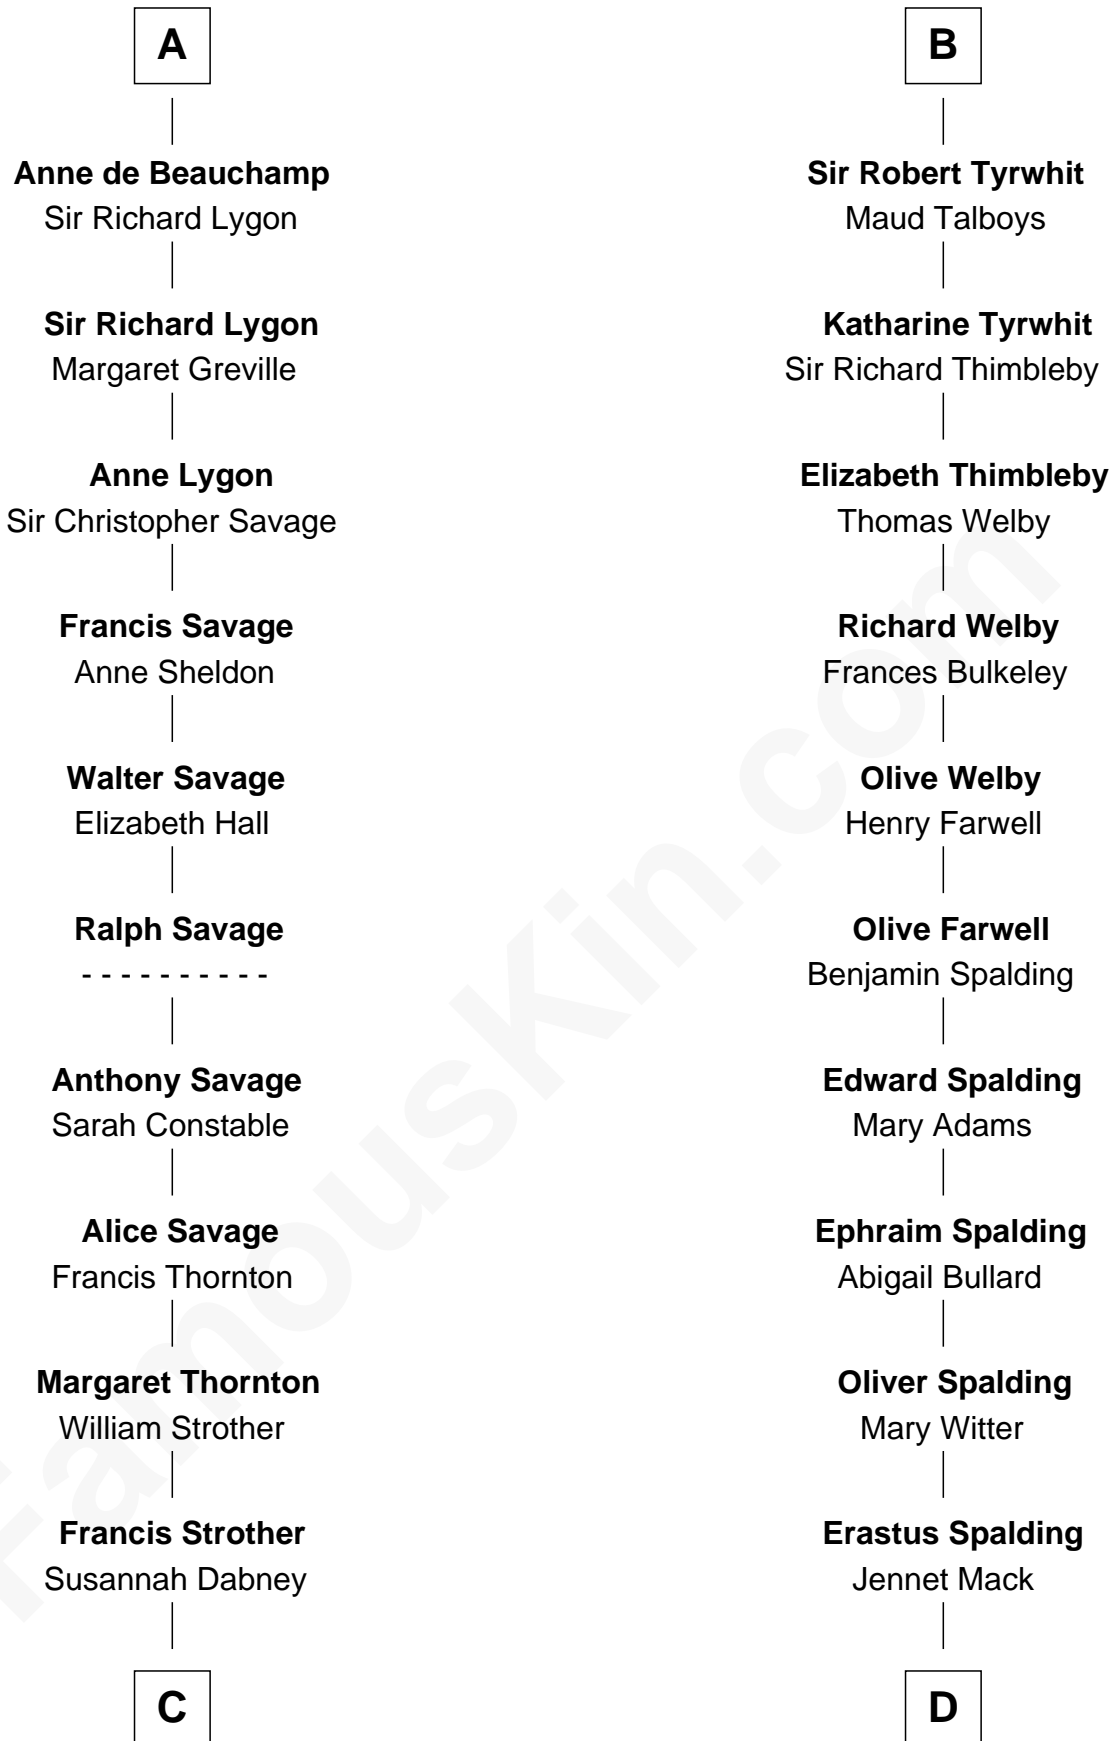 A
Anne de Beauchamp
Sir Richard Lygon
Sir Richard Lygon
Margaret Greville
Anne Lygon
Sir Christopher Savage
Francis Savage
Anne Sheldon
Walter Savage
Elizabeth Hall
Ralph Savage
- - - - - - - - - -
Anthony Savage
Sarah Constable
Alice Savage
Francis Thornton
Margaret Thornton
William Strother
Francis Strother
Susannah Dabney
C
B
Sir Robert Tyrwhit
Maud Talboys
Katharine Tyrwhit
Sir Richard Thimbleby
Elizabeth Thimbleby
Thomas Welby
Richard Welby
Frances Bulkeley
Olive Welby
Henry Farwell
Olive Farwell
Benjamin Spalding
Edward Spalding
Mary Adams
Ephraim Spalding
Abigail Bullard
Oliver Spalding
Mary Witter
Erastus Spalding
Jennet Mack
D
FamousKin.com